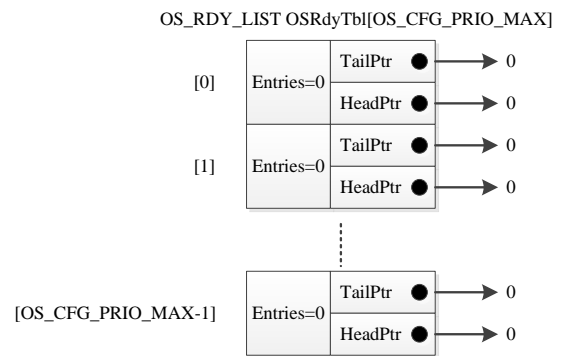 OS_RDY_LIST OSRdyTbl[OS_CFG_PRIO_MAX]
[0]
Entries=0
TailPtr
0
HeadPtr
0
[1]
Entries=0
TailPtr
0
HeadPtr
0
[OS_CFG_PRIO_MAX-1]
Entries=0
TailPtr
0
HeadPtr
0